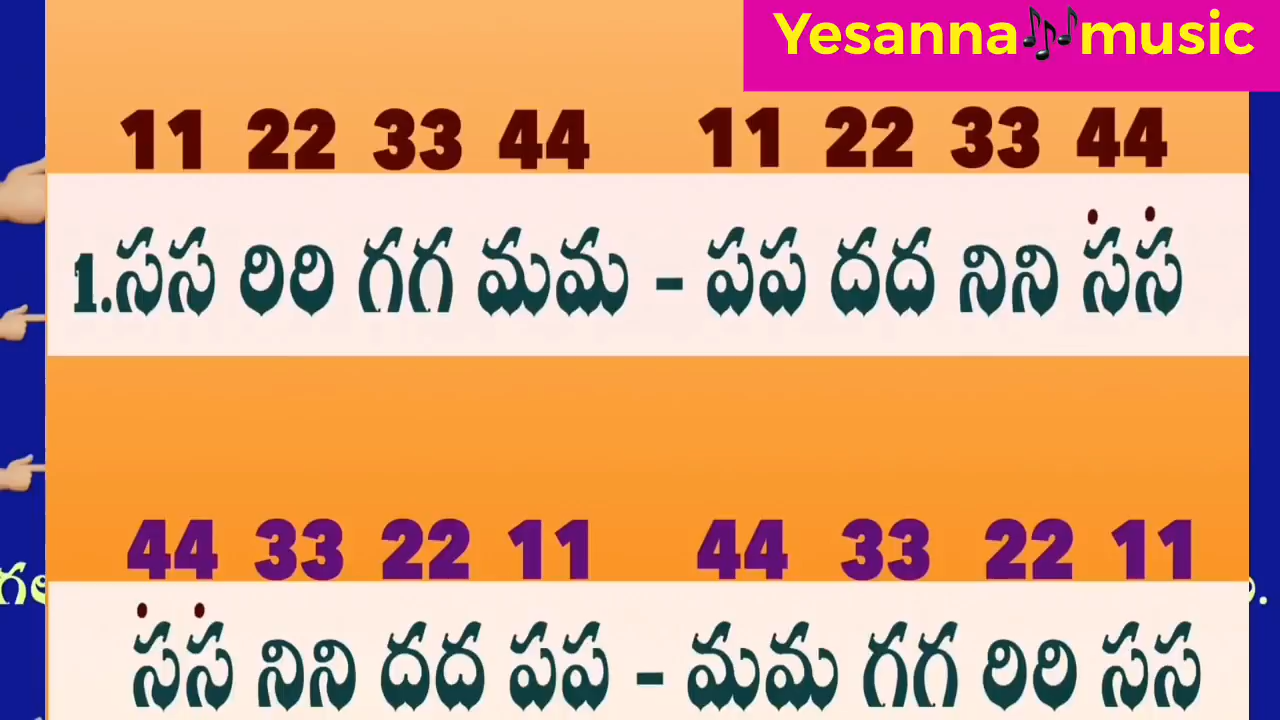 Yesanna🎶music
11 22 33 44 11 22 33 44
1.సస రిరి గగ మమ - పప దద నిని సఁ̇స̇
44 33 22 11 44 33 22 11
స̇స̇ నిని దద పప - మమ గగ రిరి సస